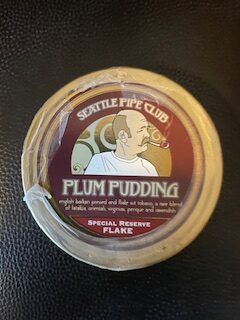 SEATTLE PIPE CLUB
PLUM PUDDING
english balkan pressed and flake cut tobacco, a rare blend
of latakia, orientals, virginias, perique and cavendish
SPECIAL RESERVE
FLAKE